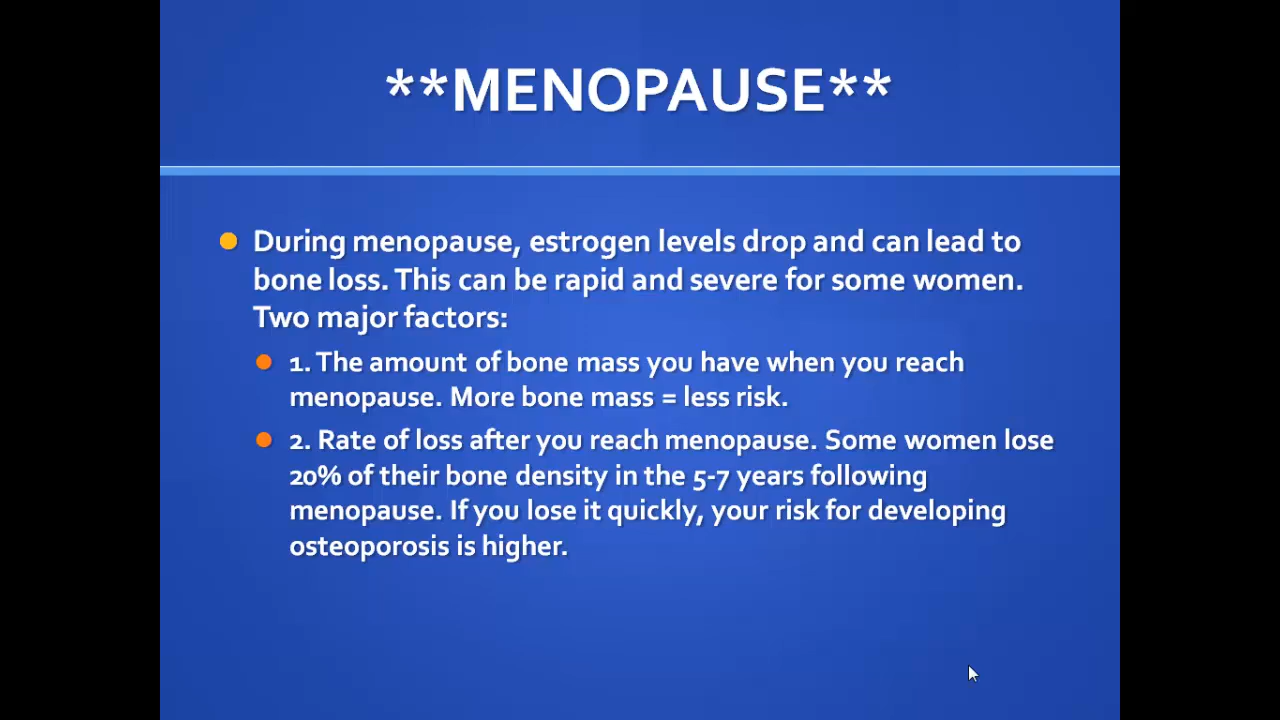 **MENOPAUSE**
During menopause, estrogen levels drop and can lead to
bone loss. This can be rapid and severe for some women.
Two major factors:
1. The amount of bone mass you have when you reach
menopause. More bone mass = less risk.
2. Rate of loss after you reach menopause. Some women lose
20% of their bone density in the 5-7 years following
menopause. If you lose it quickly, your risk for developing
osteoporosis is higher.